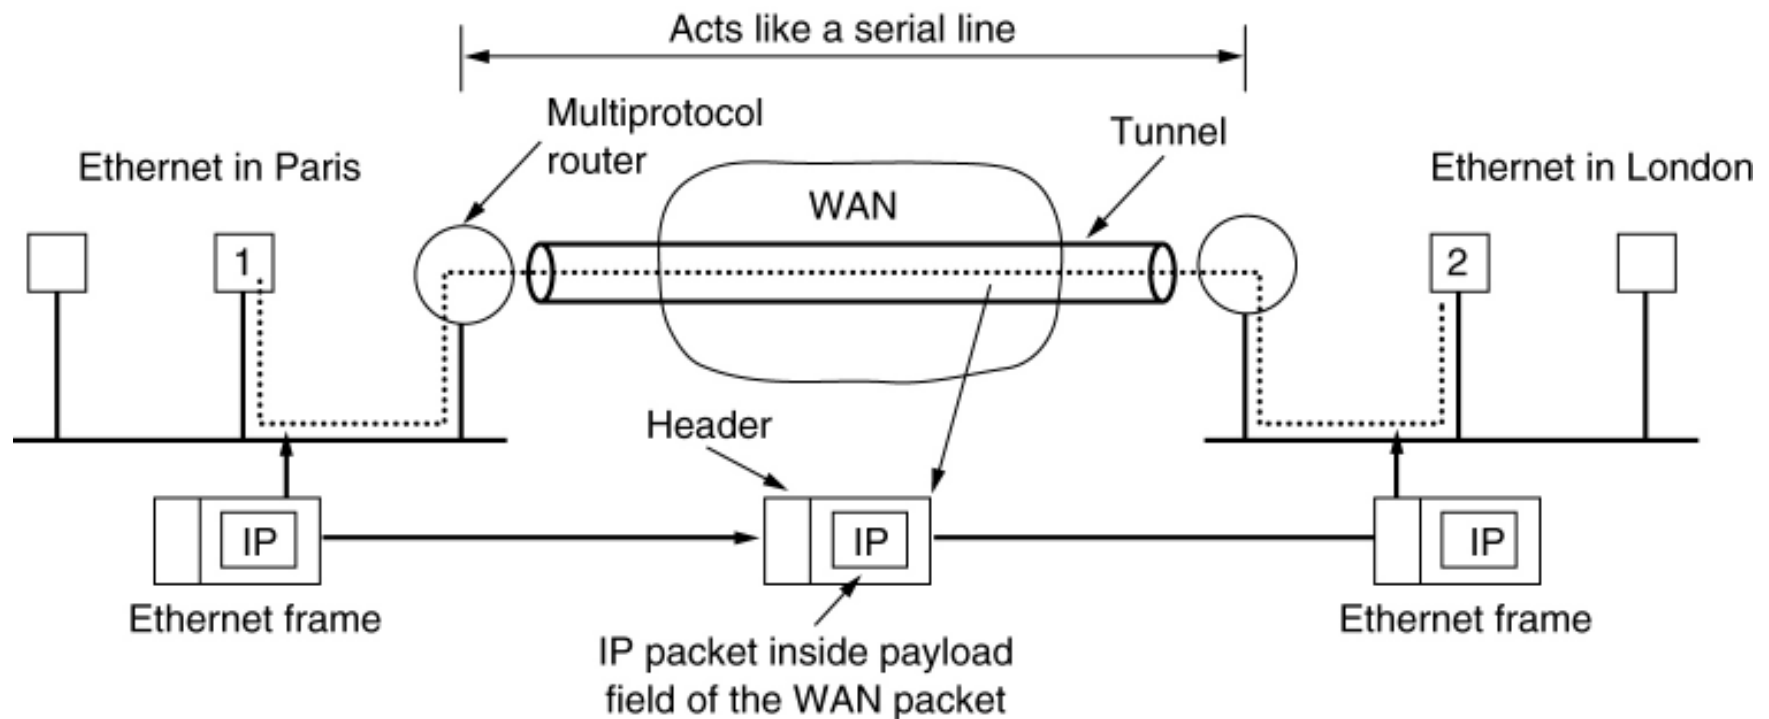 Acts like a serial line
Multiprotocol
router
Tunnel
Ethernet in Paris
Ethernet in London
WAN
1
2
Header
IP
IP
IP
Ethernet frame
Ethernet frame
IP packet inside payload
field of the WAN packet